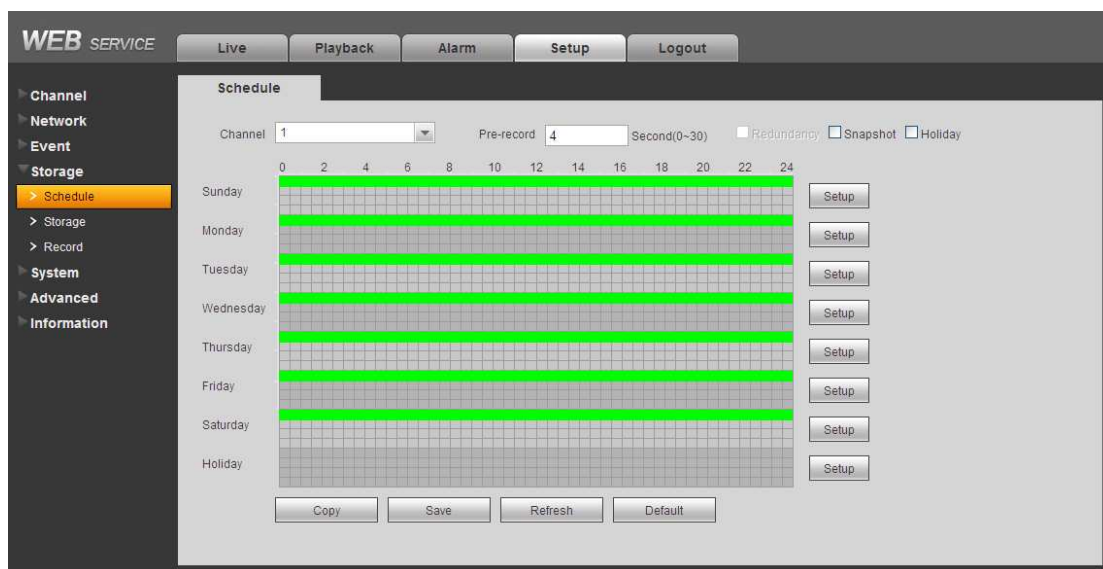 WEB SERVICE
Live Playback Alarm Setup Logout
Channel
Network
Event
Storage
> Schedule
> Storage
> Record
System
Advanced
Information
Schedule
Channel 1 Pre-record 4 Second(0~30) Redundancy Snapshot Holiday
0 2 4 6 8 10 12 14 16 18 20 22 24
Sunday Setup
Monday Setup
Tuesday Setup
Wednesday Setup
Thursday Setup
Friday Setup
Saturday Setup
Holiday Setup
Copy Save Refresh Default